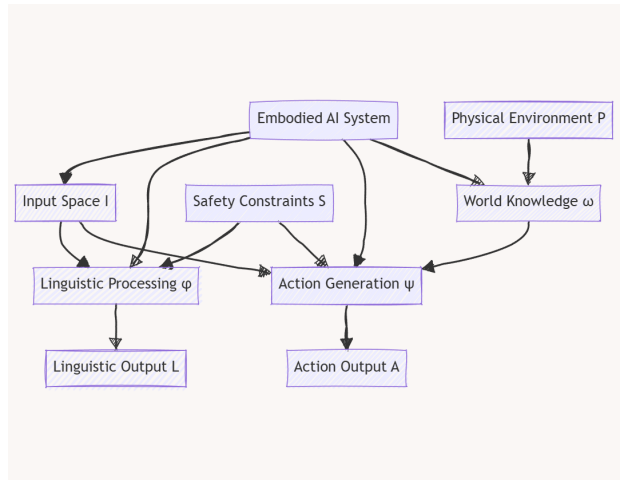 Embodied AI System
Physical Environment P
Input Space I
Safety Constraints S
World Knowledge ω
Linguistic Processing φ
Action Generation ψ
Linguistic Output L
Action Output A